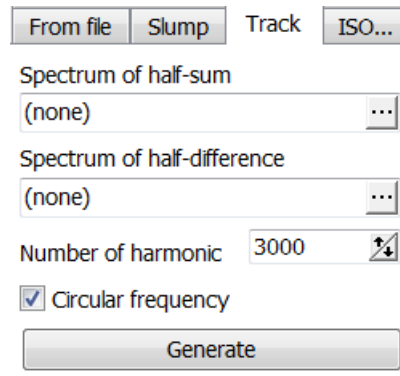 From file Slump Track ISO...
Spectrum of half-sum
(none) ...
Spectrum of half-difference
(none) ...
Number of harmonic 3000
Circular frequency
Generate